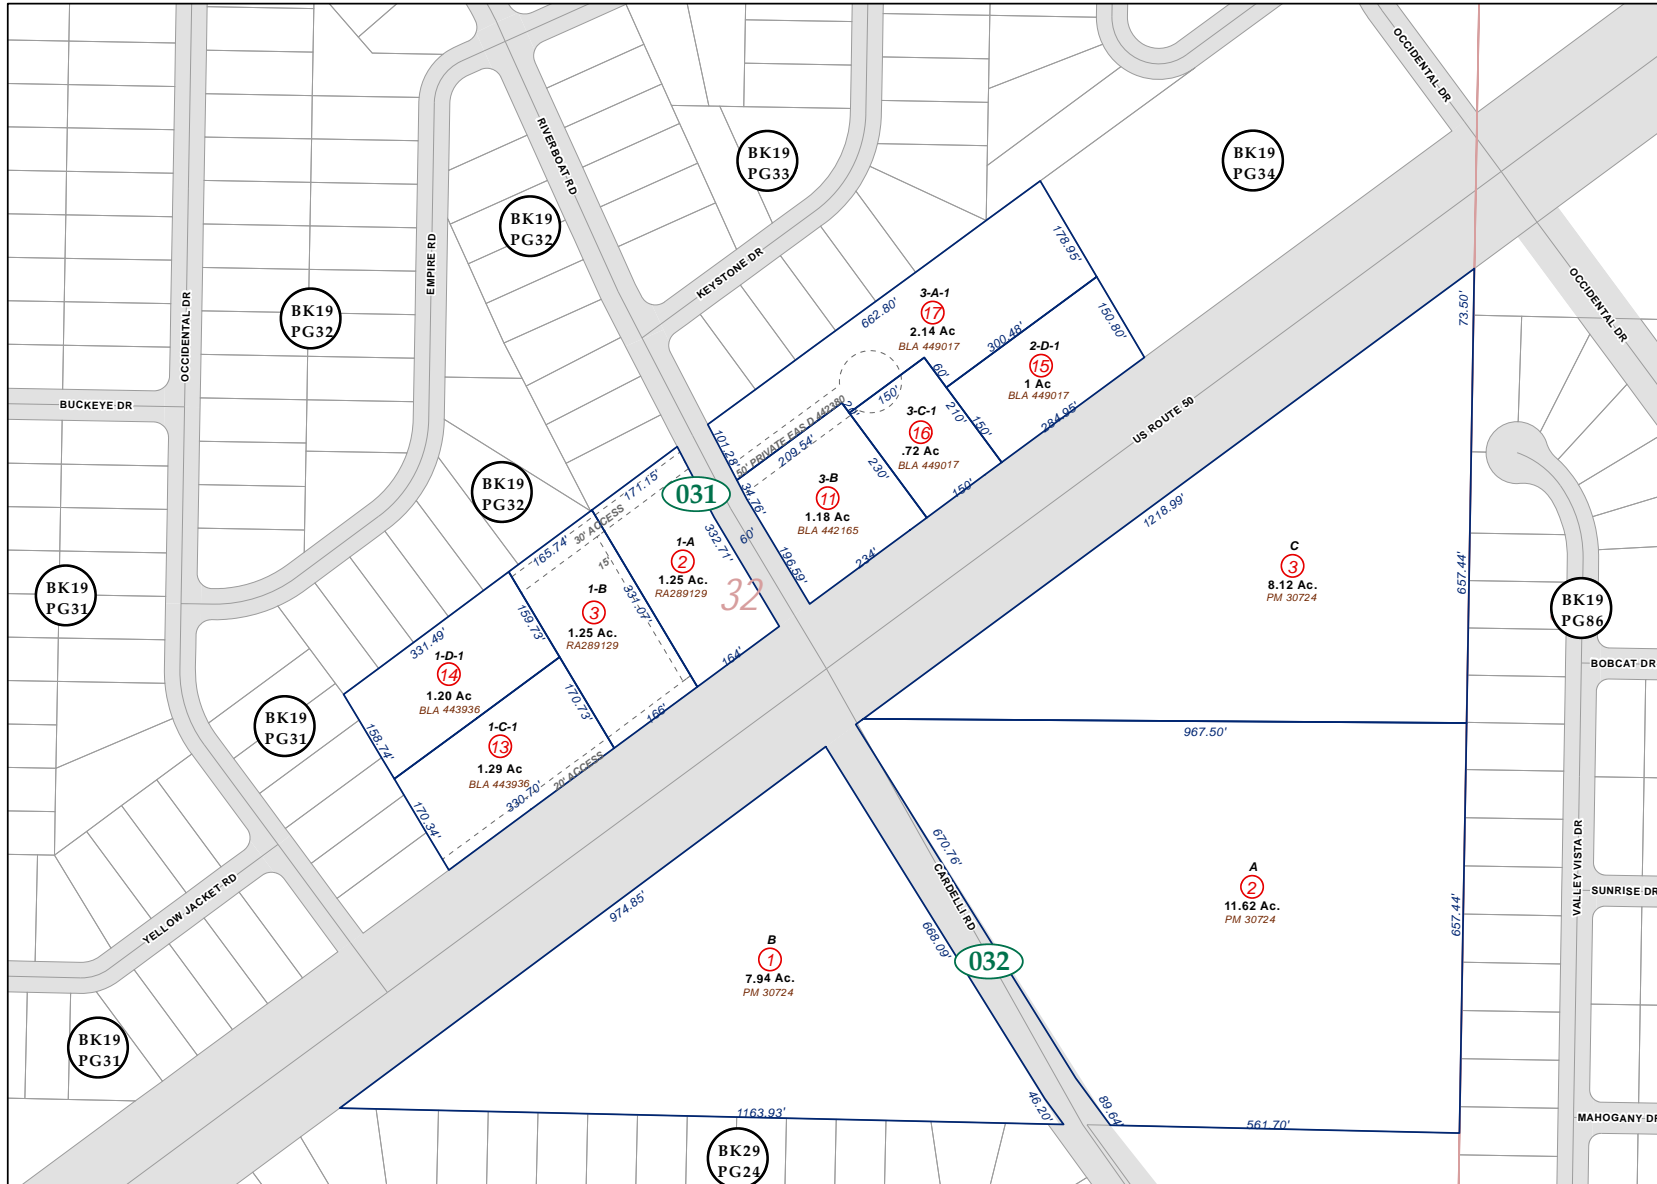 OCCIDENTAL DR
RIVERBOAT RD
BK19
PG33
BK19
PG34
BK19
PG32
EMPIRE RD
KEYSTONE DR
OCCIDENTAL DR
OCCIDENTAL DR
BK19
PG32
178.95'
73.50'
3-A-1
17
2.14 Ac
BLA 449017
662.80'
150.80'
300.48'
2-D-1
15
1 Ac
BLA 449017
60'
150'
BUCKEYE DR
50' PRIVATE EAS D 442380
3-C-1
16
.72 Ac
BLA 449017
210'
150'
284.95'
US ROUTE 50
101.28'
209.54'
230'
150'
BK19
PG32
171.15'
031
34.76'
3-B
11
1.18 Ac
BLA 442165
60'
196.59'
234'
1218.99'
30' ACCESS
165.74'
15'
332.71'
1-A
2
1.25 Ac.
RA289129
32
331.07'
164'
1-B
3
1.25 Ac.
RA289129
159.73'
C
3
8.12 Ac.
PM 30724
657.44'
BK19
PG31
BK19
PG86
331.49'
1-D-1
14
1.20 Ac
BLA 443936
BOBCAT DR
170.73'
166'
BK19
PG31
158.74'
1-C-1
13
1.29 Ac
BLA 443936
20' ACCESS
330.70'
170.34'
967.50'
670.76'
CARDELLI RD
VALLEY VISTA DR
A
2
11.62 Ac.
PM 30724
657.44'
SUNRISE DR
YELLOW JACKET RD
974.85'
668.09'
B
1
7.94 Ac.
PM 30724
032
BK19
PG31
46.20'
89.64'
1163.93'
561.70'
MAHOGANY DR
BK29
PG24